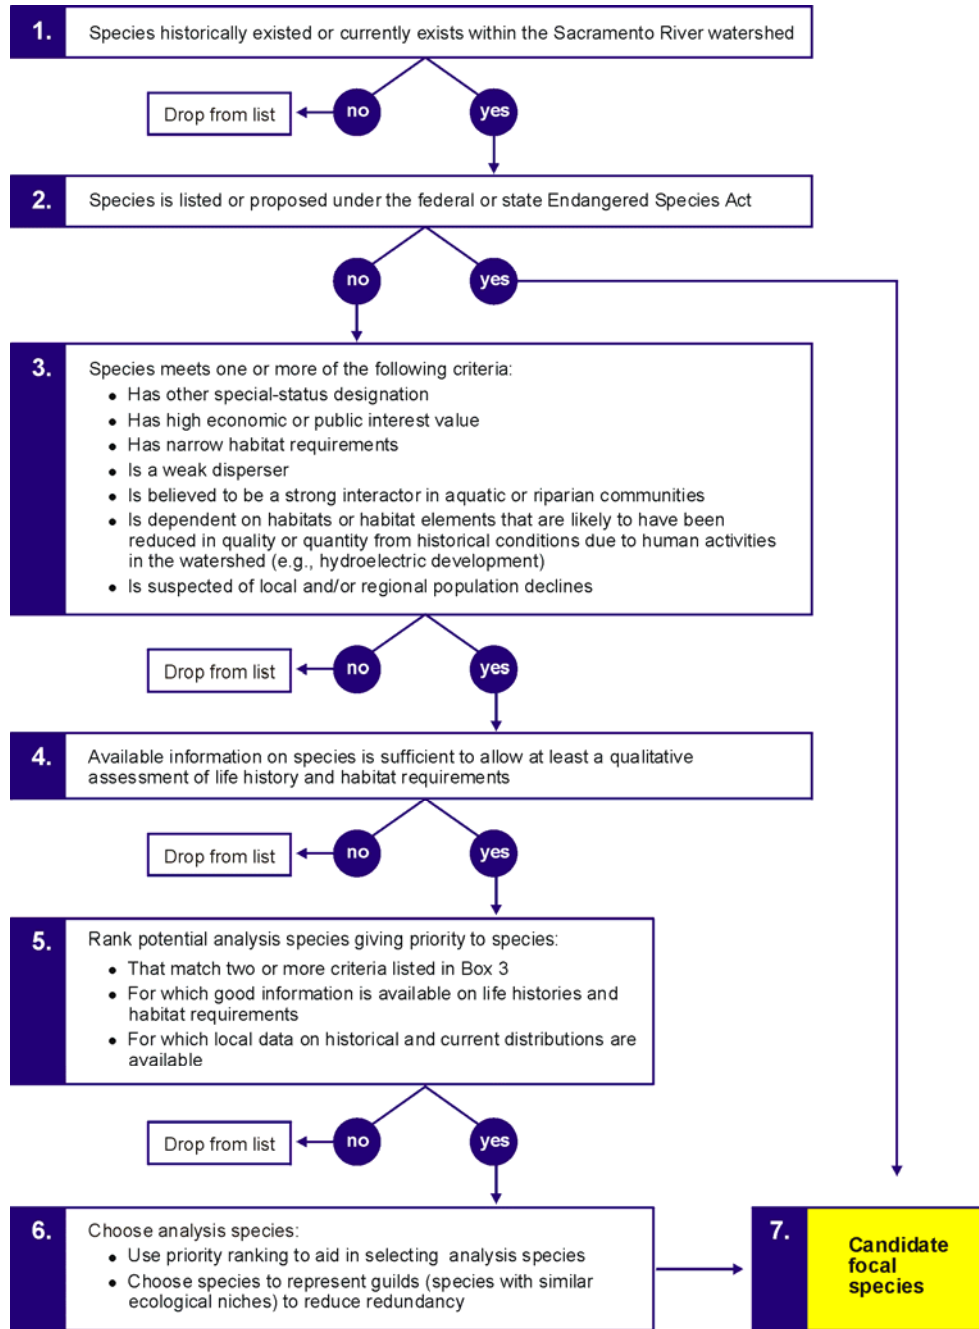 1.
Species historically existed or currently exists within the Sacramento River watershed
Drop from list
no
yes
2.
Species is listed or proposed under the federal or state Endangered Species Act
no
yes
3.
Species meets one or more of the following criteria:
• Has other special-status designation
• Has high economic or public interest value
• Has narrow habitat requirements
• Is a weak disperser
• Is believed to be a strong interactor in aquatic or riparian communities
• Is dependent on habitats or habitat elements that are likely to have been
reduced in quality or quantity from historical conditions due to human activities
in the watershed (e.g., hydroelectric development)
• Is suspected of local and/or regional population declines
Drop from list
no
yes
4.
Available information on species is sufficient to allow at least a qualitative
assessment of life history and habitat requirements
Drop from list
no
yes
5.
Rank potential analysis species giving priority to species:
• That match two or more criteria listed in Box 3
• For which good information is available on life histories and
habitat requirements
• For which local data on historical and current distributions are
available
Drop from list
no
yes
6.
Choose analysis species:
• Use priority ranking to aid in selecting analysis species
• Choose species to represent guilds (species with similar
ecological niches) to reduce redundancy
7.
Candidate
focal
species